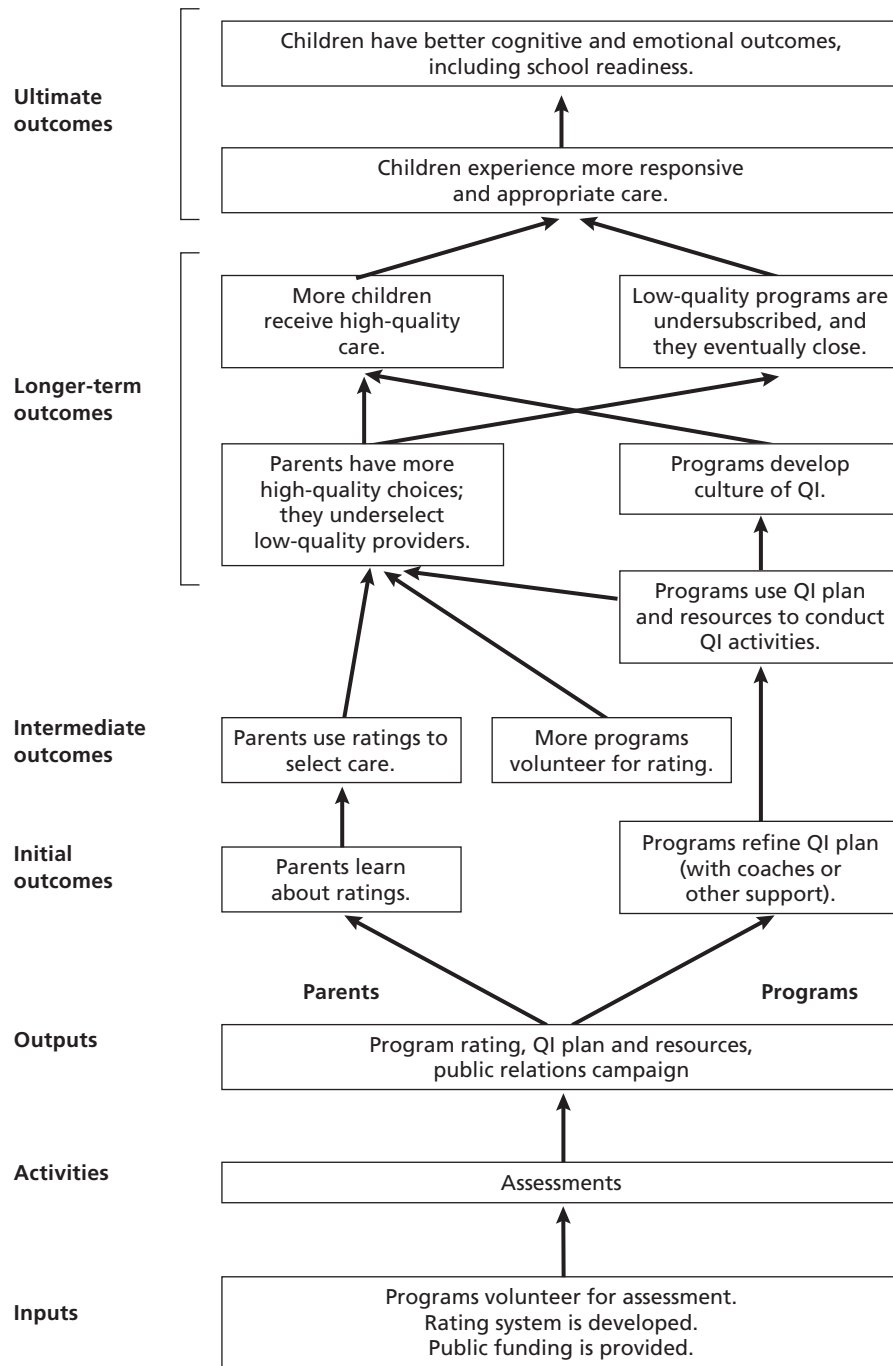 Ultimate
outcomes
Children have better cognitive and emotional outcomes,
including school readiness.
Children experience more responsive
and appropriate care.
Longer-term
outcomes
More children
receive high-quality
care.
Low-quality programs are
undersubscribed, and
they eventually close.
Parents have more
high-quality choices;
they underselect
low-quality providers.
Programs develop
culture of QI.
Programs use QI plan
and resources to conduct
QI activities.
Intermediate
outcomes
Parents use ratings to
select care.
More programs
volunteer for rating.
Initial
outcomes
Parents learn
about ratings.
Programs refine QI plan
(with coaches or
other support).
Parents
Programs
Outputs
Program rating, QI plan and resources,
public relations campaign
Activities
Assessments
Inputs
Programs volunteer for assessment.
Rating system is developed.
Public funding is provided.